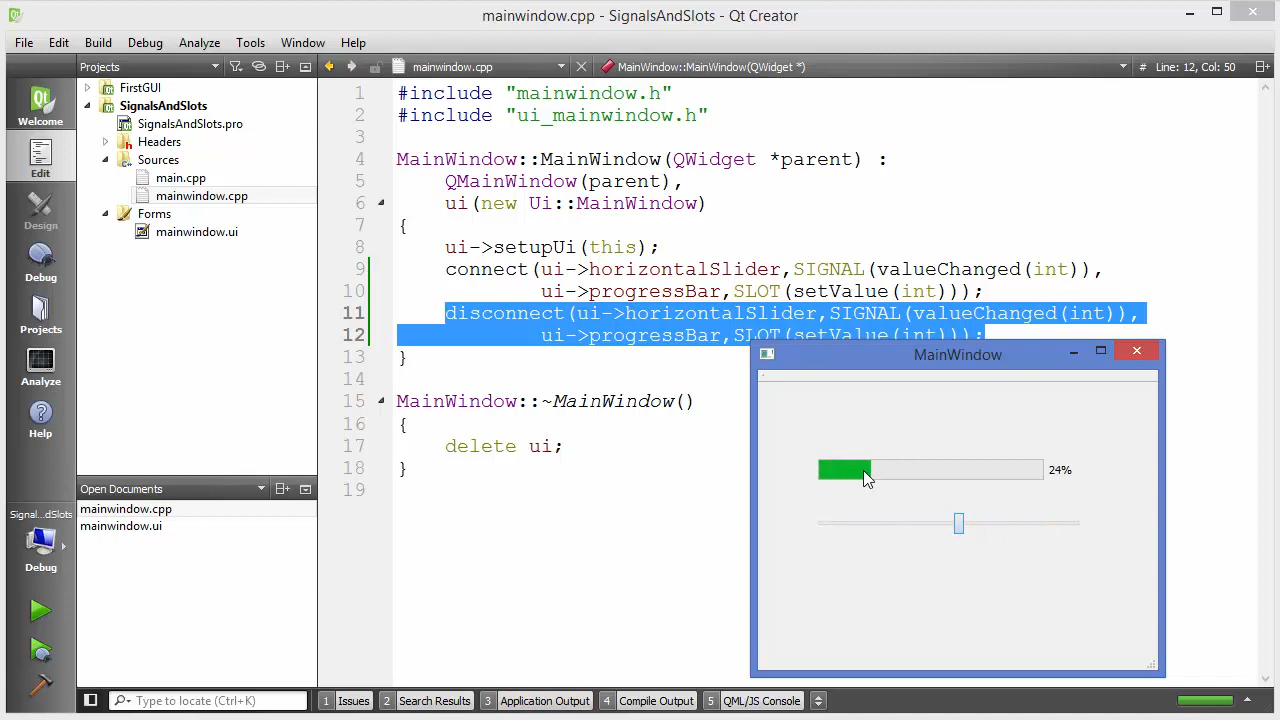 mainwindow.cpp - SignalsAndSlots - Qt Creator
File Edit Build Debug Analyze Tools Window Help
Projects mainwindow.cpp MainWindow::MainWindow(QWidget *) # Line: 12, Col: 50
Welcome
Edit
Design
Debug
Projects
Analyze
Help
SignalsAndSlots
Signal...dSlots
Debug
FirstGUI
SignalsAndSlots
SignalsAndSlots.pro
Headers
Sources
main.cpp
mainwindow.cpp
Forms
mainwindow.ui
Open Documents
mainwindow.cpp
mainwindow.ui
1 #include "mainwindow.h"
2 #include "ui_mainwindow.h"
3
4 MainWindow::MainWindow(QWidget *parent) :
5 QMainWindow(parent),
6 ui(new Ui::MainWindow)
7 {
8 ui->setupUi(this);
9 connect(ui->horizontalSlider,SIGNAL(valueChanged(int)),
10 ui->progressBar,SLOT(setValue(int)));
11 disconnect(ui->horizontalSlider,SIGNAL(valueChanged(int)),
12 ui->progressBar,SLOT(setValue(int)));
13 }
14
15 MainWindow::~MainWindow()
16 {
17 delete ui;
18 }
19
MainWindow
24%
Type to locate (Ctrl+K) 1 Issues 2 Search Results 3 Application Output 4 Compile Output 5 QML/JS Console